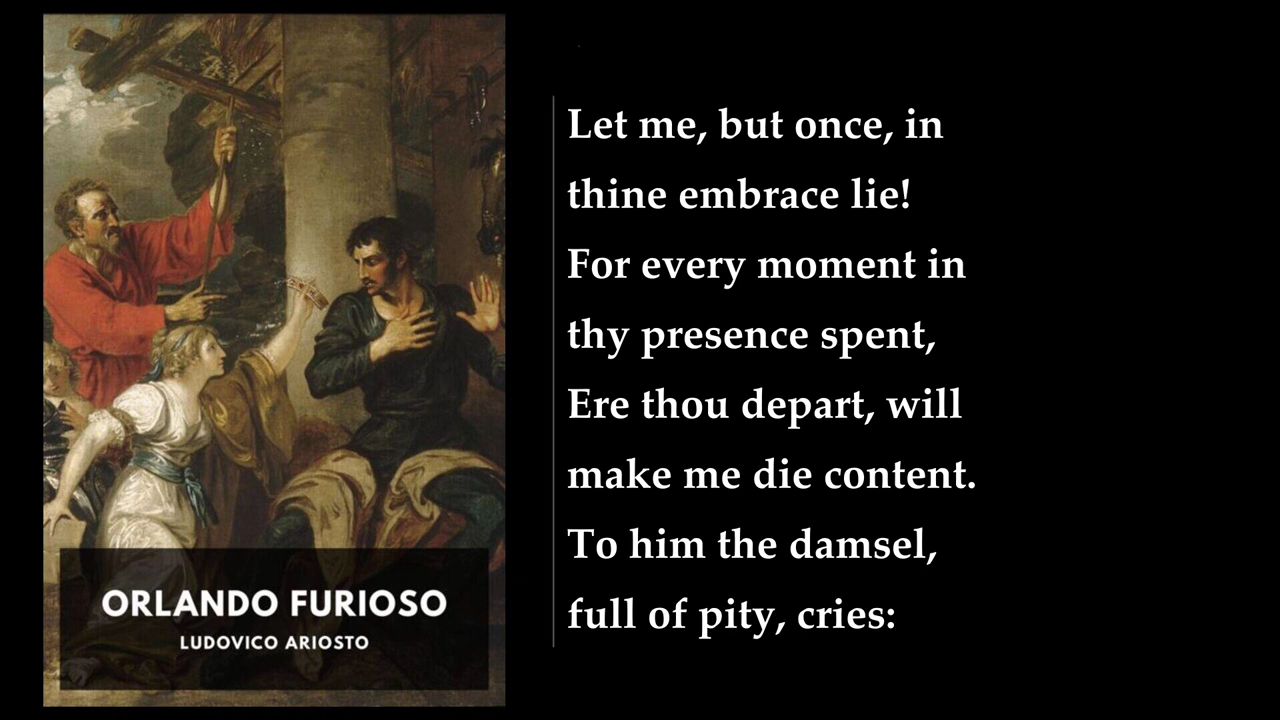 ORLANDO FURIOSO
LUDOVICO ARIOSTO
Let me, but once, in
thine embrace lie!
For every moment in
thy presence spent,
Ere thou depart, will
make me die content.
To him the damsel,
full of pity, cries: